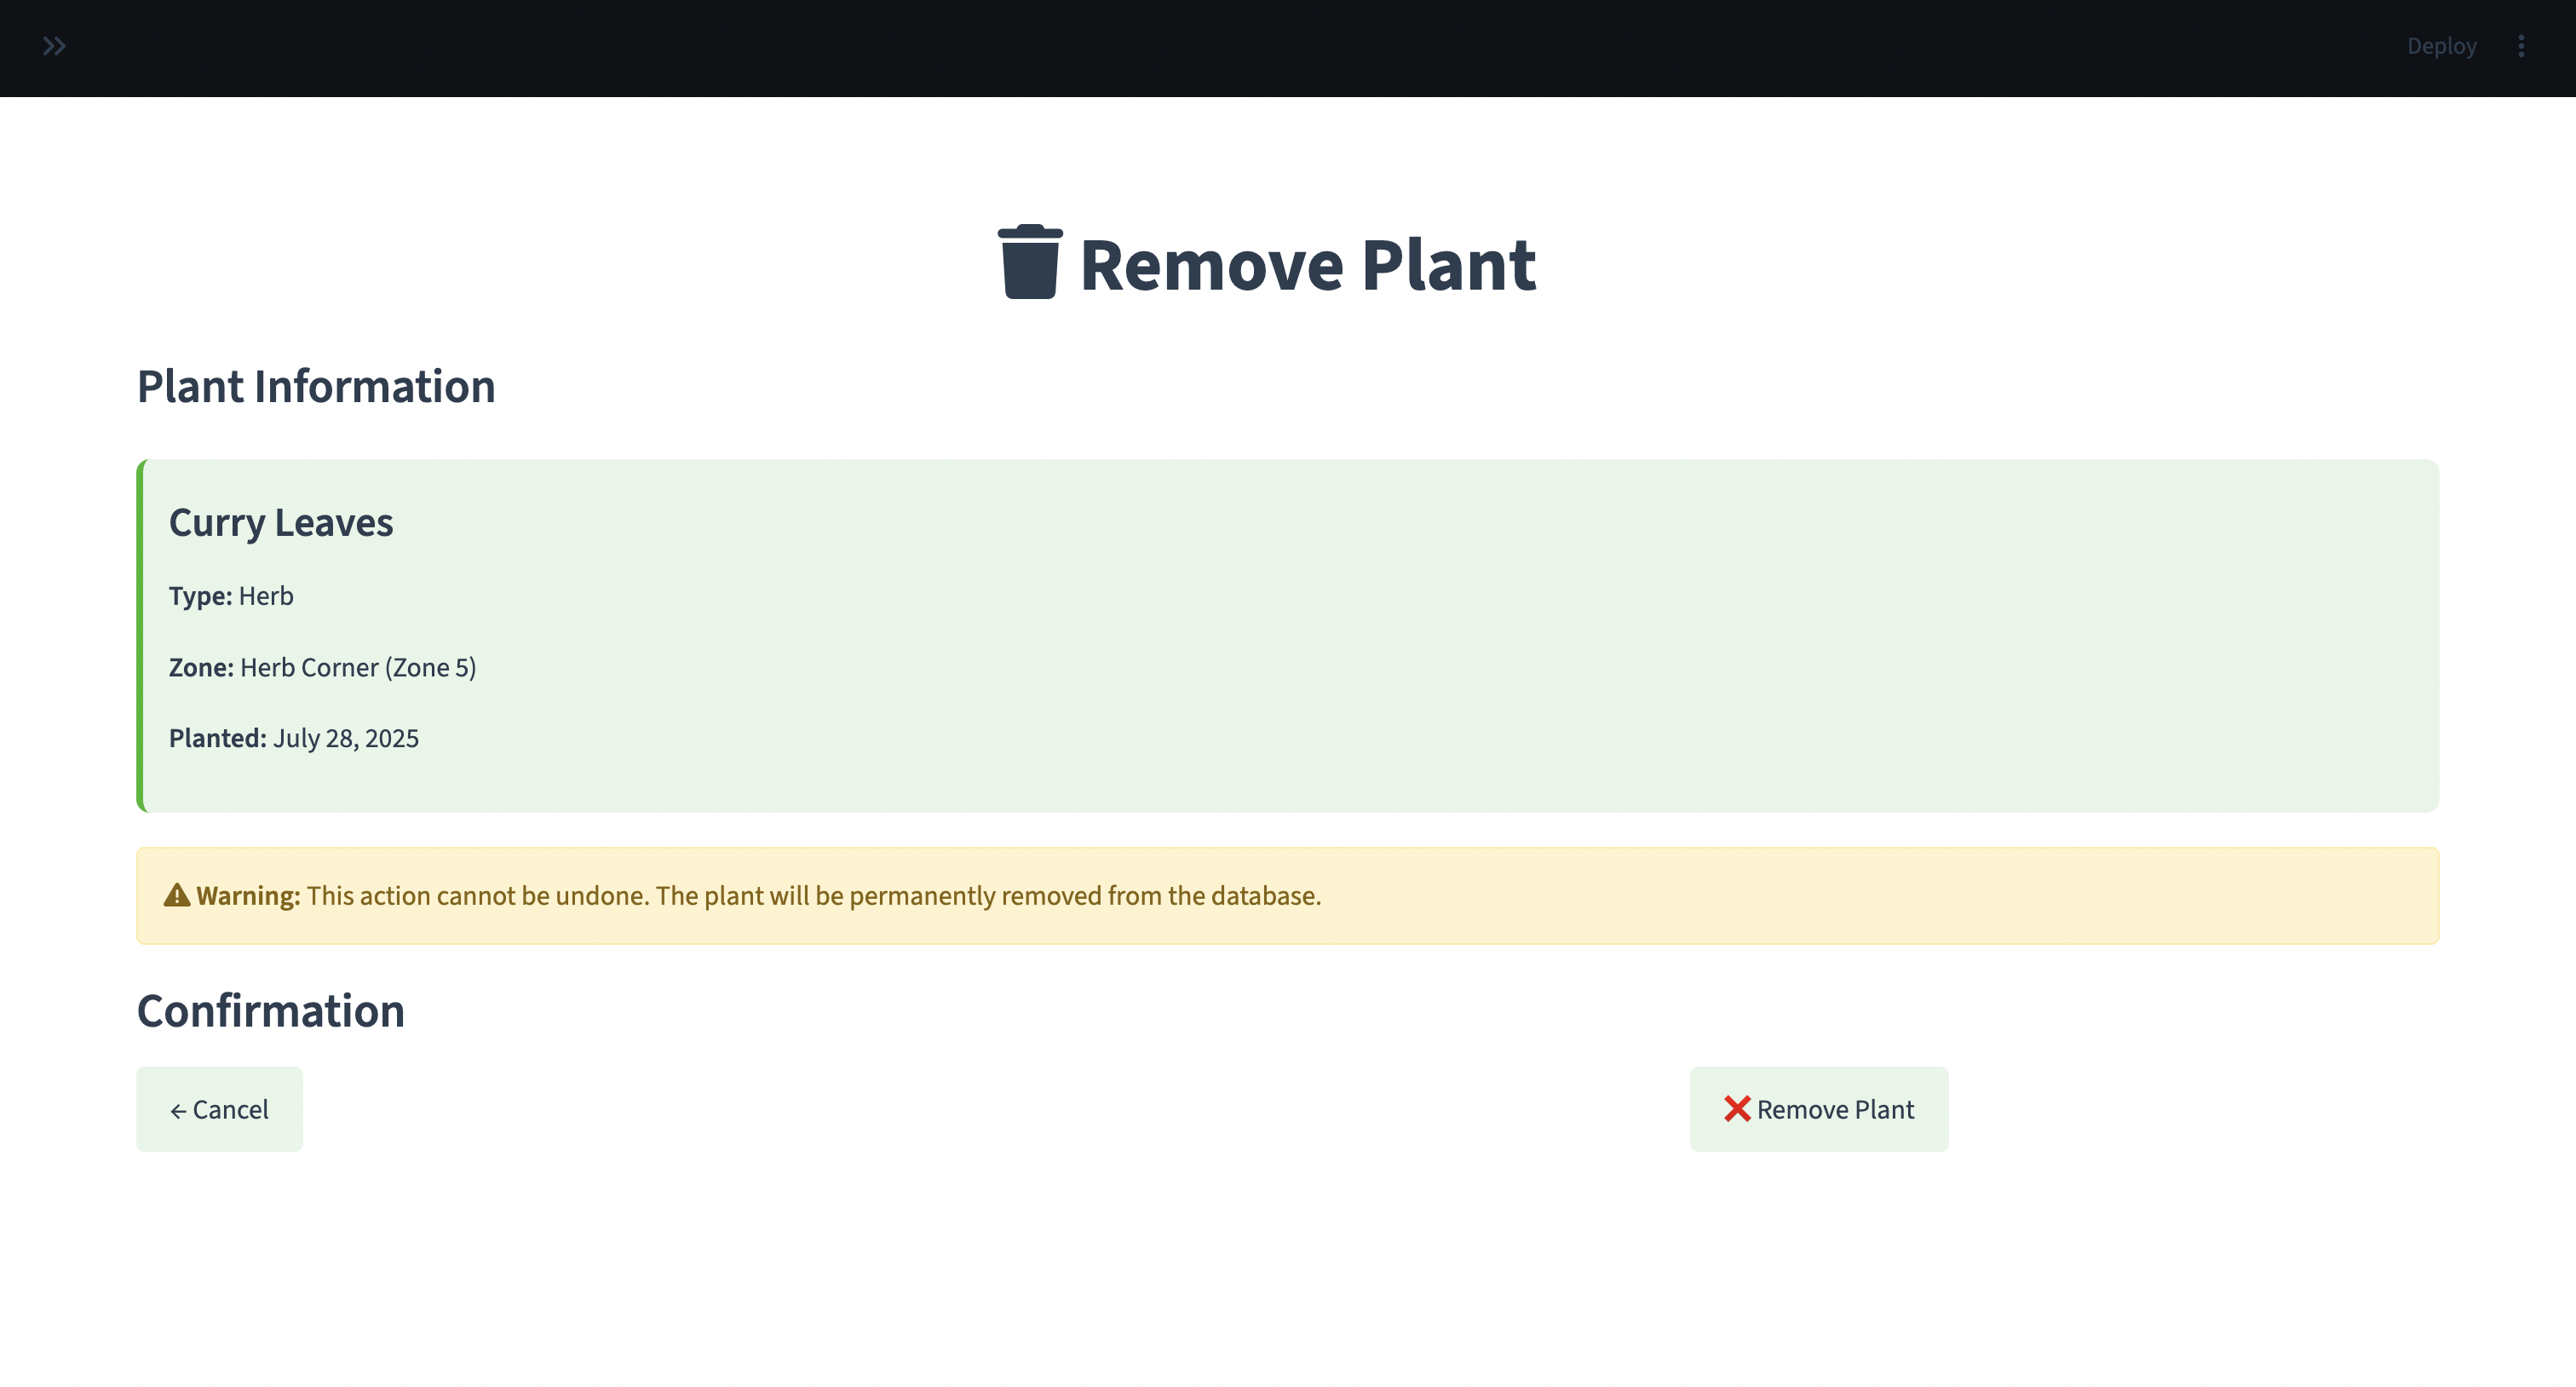 Deploy
Remove Plant
Plant Information
Curry Leaves
Type: Herb
Zone: Herb Corner (Zone 5)
Planted: July 28, 2025
Warning: This action cannot be undone. The plant will be permanently removed from the database.
Confirmation
← Cancel
❌ Remove Plant